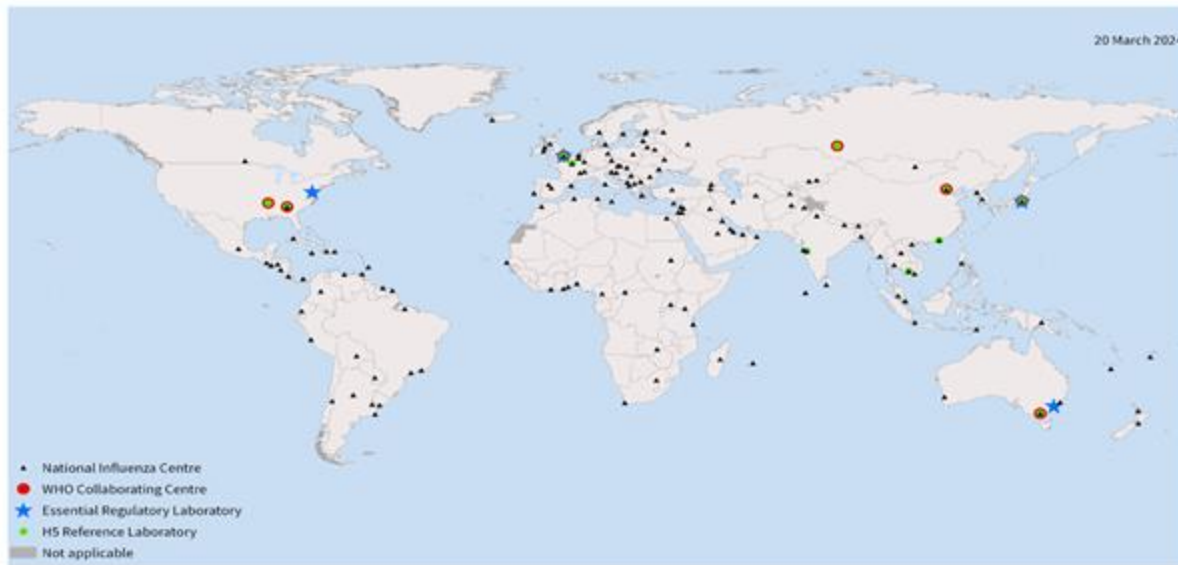 20 March 2024
National Influenza Centre
WHO Collaborating Centre
Essential Regulatory Laboratory
H5 Reference Laboratory
Not applicable